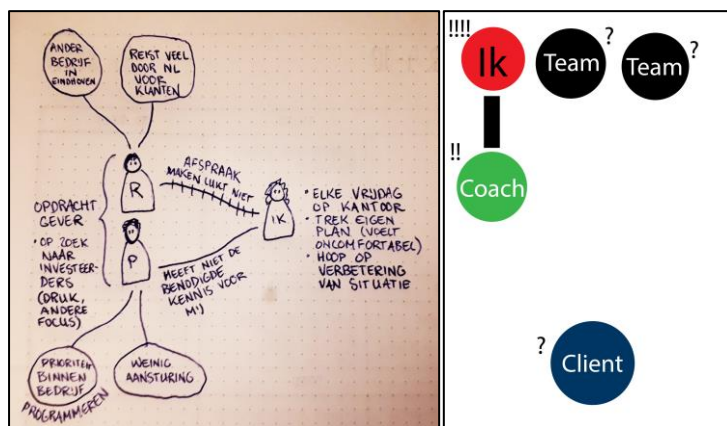 ANDER
BEDRIJF
IN
EINDHOVEN
REIST VEEL
DOOR NL
VOOR
KLANTEN
R
AFSPRAAK
MAKEN LUKT NIET
IK
OPDRACHT
GEVER
• OP ZOEK
NAAR
INVESTEER-
DERS
(DRUK,
ANDERE
FOCUS)
P
HEEFT NIET DE
BENODIGDE
KENNIS VOOR
M'J
• ELKE VRIJDAG
OP KANTOOR
• TREK EIGEN
PLAN (VOELT
ONCOMFORTABEL)
• HOOP OP
VERBETERING
VAN SITUATIE
PRIORITEIT
BINNEN
BEDRIJF
PROGRAMMEREN
WEINIG
AANSTURING
!!!!
Ik
Team
?
Team
?
!!
Coach
?
Client